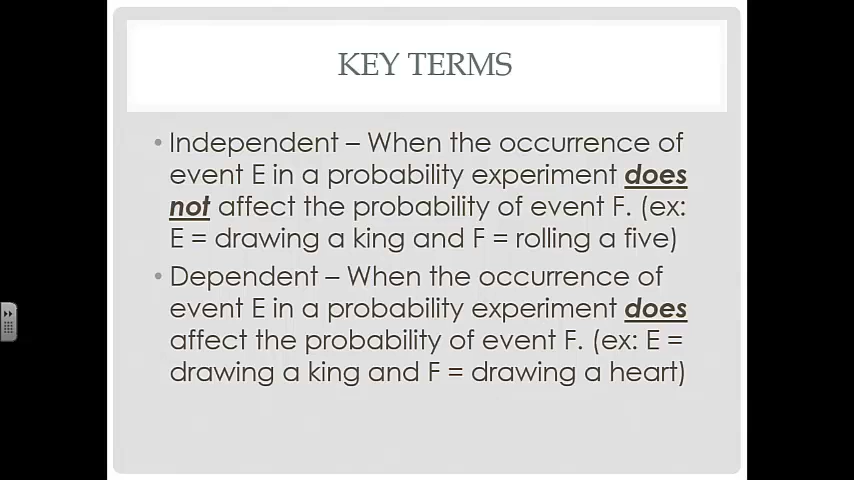 KEY TERMS
• Independent – When the occurrence of
event E in a probability experiment does
not affect the probability of event F. (ex:
E = drawing a king and F = rolling a five)
• Dependent – When the occurrence of
event E in a probability experiment does
affect the probability of event F. (ex: E =
drawing a king and F = drawing a heart)